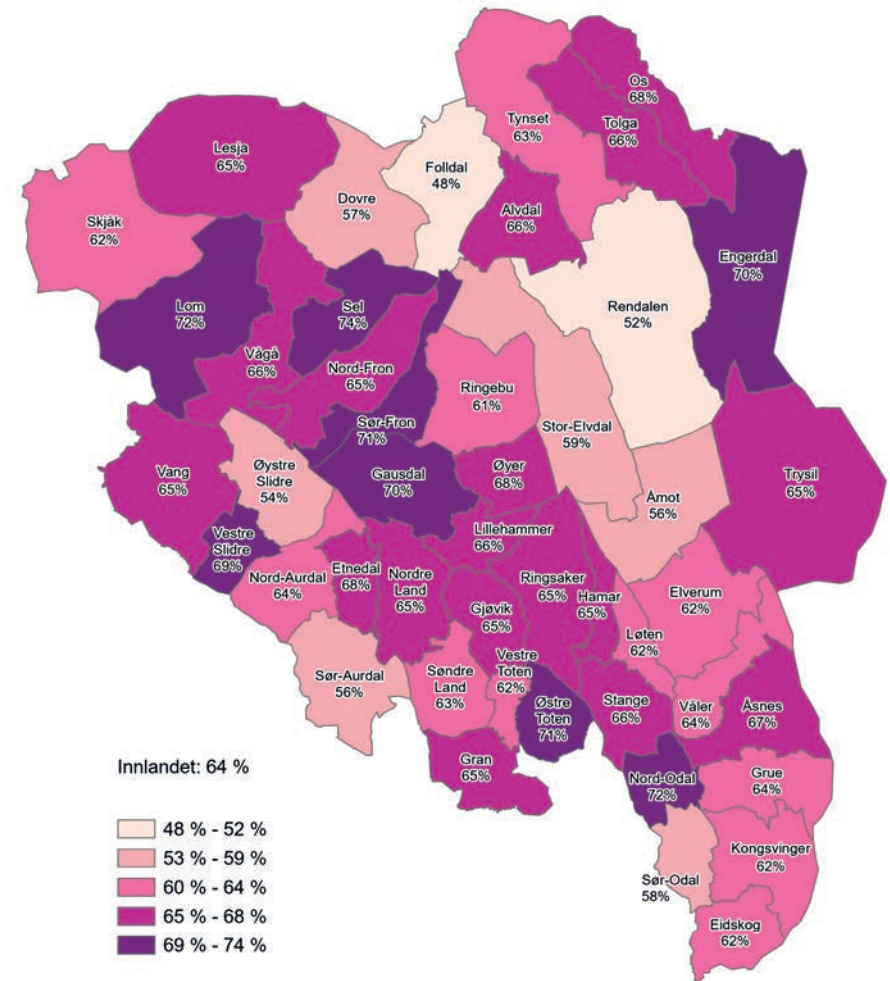 Os
68%
Tynset
63%
Tolga
66%
Lesja
65%
Folldal
48%
Dovre
57%
Alvdal
66%
Skjåk
62%
Engerdal
70%
Lom
72%
Sel
74%
Rendalen
52%
Vågå
66%
Nord-Fron
65%
Ringebu
61%
Sør-Fron
71%
Stor-Elvdal
59%
Vang
65%
Øystre
Slidre
54%
Gausdal
70%
Øyer
68%
Trysil
65%
Åmot
56%
Vestre
Slidre
69%
Lillehammer
66%
Nord-Aurdal
64%
Etnedal
68%
Nordre
Land
65%
Ringsaker
65%
Hamar
65%
Elverum
62%
Gjøvik
65%
Løten
62%
Sør-Aurdal
56%
Søndre
Land
63%
Vestre
Toten
62%
Østre
Toten
71%
Stange
66%
Våler
64%
Åsnes
67%
Gran
65%
Nord-Odal
72%
Grue
64%
Kongsvinger
62%
Sør-Odal
58%
Eidskog
62%
Innlandet: 64 %
48 % - 52 %
53 % - 59 %
60 % - 64 %
65 % - 68 %
69 % - 74 %